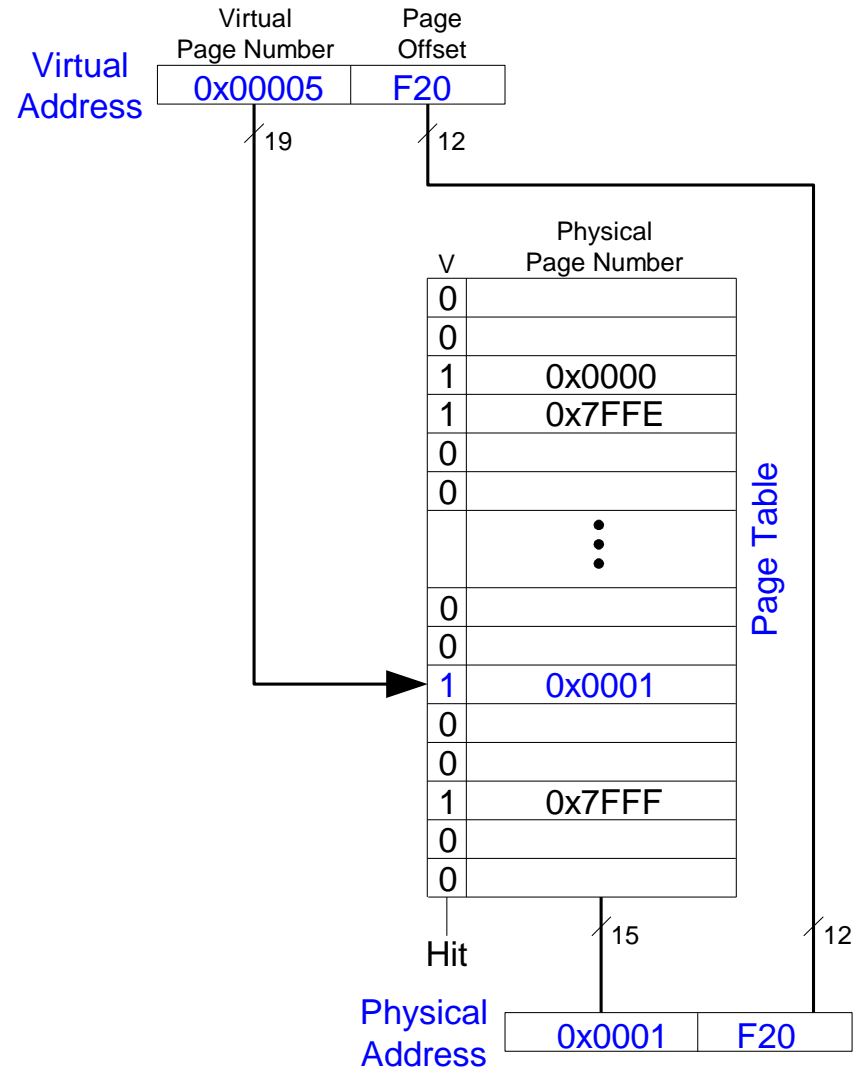 Virtual
Page Number
Page
Offset
Virtual
Address
0x00005
F20
19
12
V
Physical
Page Number
0
0
1
0x0000
1
0x7FFE
0
0
0
0
1
0x0001
0
0
1
0x7FFF
0
0
Page Table
Hit
15
12
Physical
Address
0x0001
F20